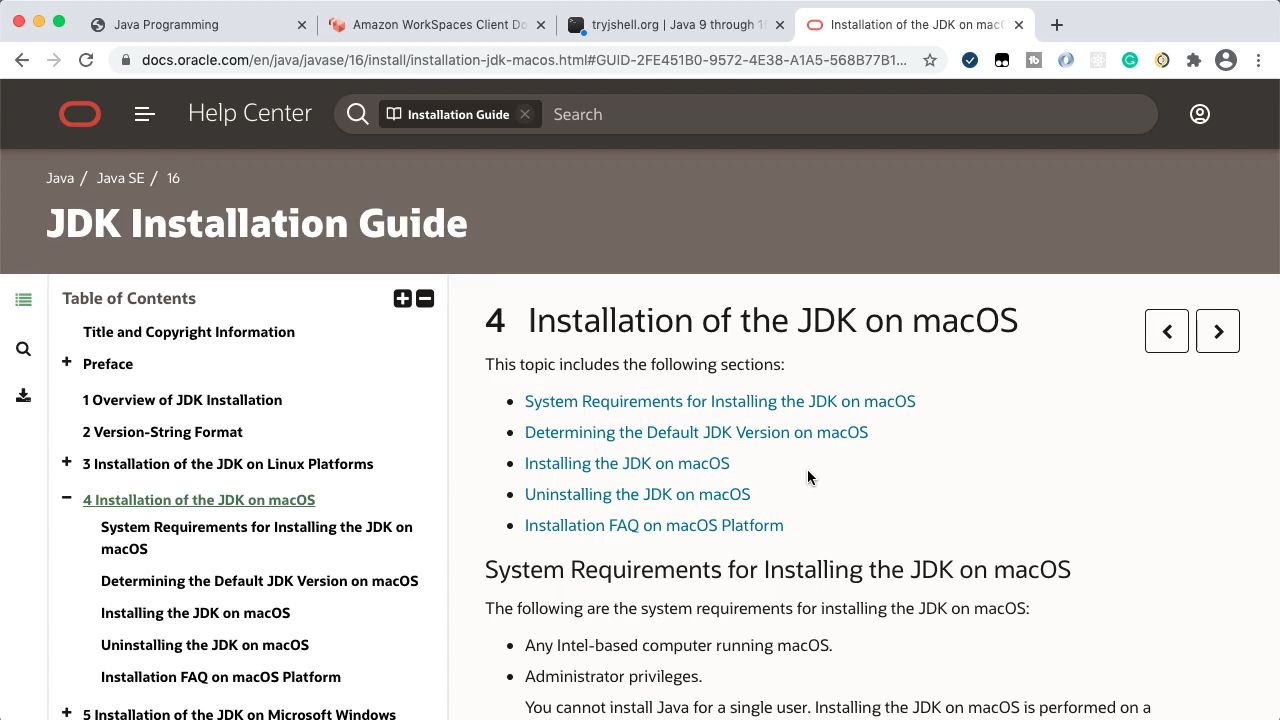 Java Programming
Amazon WorkSpaces Client Do
tryjshell.org | Java 9 through 15
Installation of the JDK on macO
docs.oracle.com/en/java/javase/16/install/installation-jdk-macos.html#GUID-2FE451B0-9572-4E38-A1A5-568B77B1...
Help Center
Installation Guide
Search
Java / Java SE / 16
JDK Installation Guide
Table of Contents
Title and Copyright Information
+ Preface
1 Overview of JDK Installation
2 Version-String Format
+ 3 Installation of the JDK on Linux Platforms
− 4 Installation of the JDK on macOS
System Requirements for Installing the JDK on
macOS
Determining the Default JDK Version on macOS
Installing the JDK on macOS
Uninstalling the JDK on macOS
Installation FAQ on macOS Platform
+ 5 Installation of the JDK on Microsoft Windows
4 Installation of the JDK on macOS
This topic includes the following sections:
• System Requirements for Installing the JDK on macOS
• Determining the Default JDK Version on macOS
• Installing the JDK on macOS
• Uninstalling the JDK on macOS
• Installation FAQ on macOS Platform
System Requirements for Installing the JDK on macOS
The following are the system requirements for installing the JDK on macOS:
• Any Intel-based computer running macOS.
• Administrator privileges.
You cannot install Java for a single user. Installing the JDK on macOS is performed on a